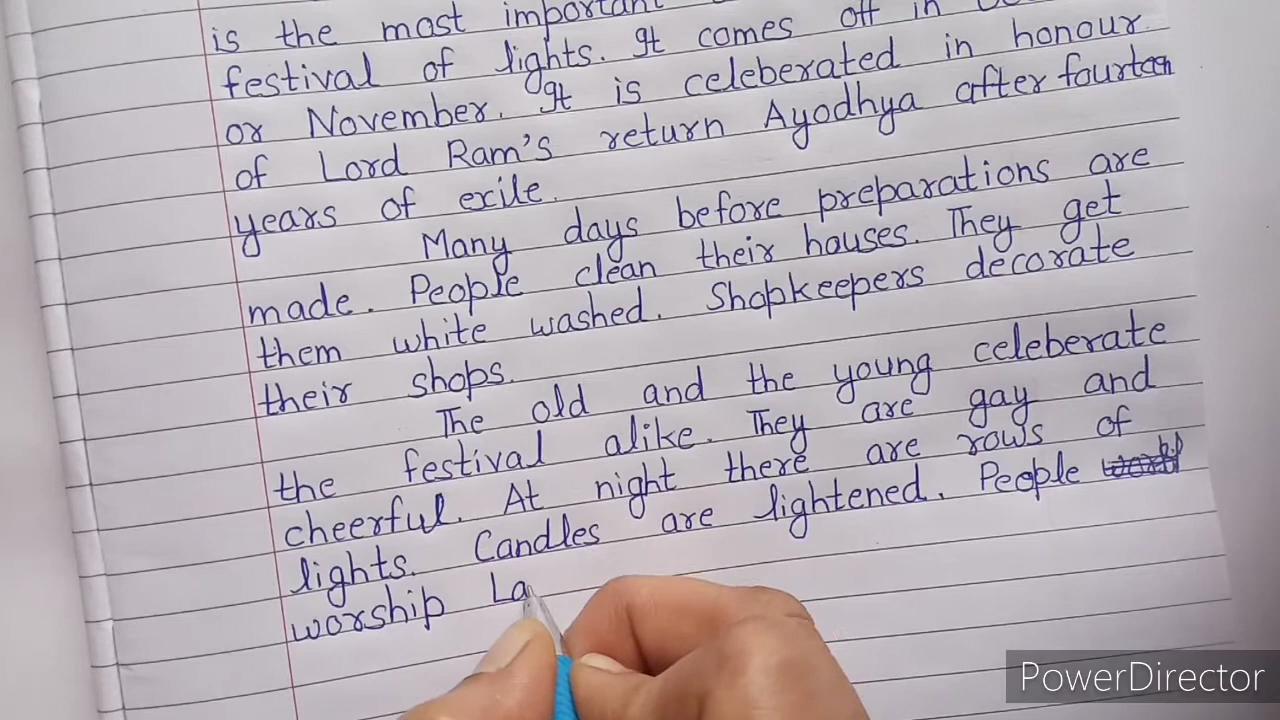 is the most important
festival of lights. It comes off in
or November. It is celeberated in honour
of Lord Ram's return Ayodhya after fourteen
years of exile.
Many days before preparations are
made. People clean their houses. They get
them white washed. Shopkeepers decorate
their shops.
The old and the young celeberate
the festival alike. They are gay and
cheerful. At night there are rows of
lights. Candles are lightened. People
worship La
PowerDirector